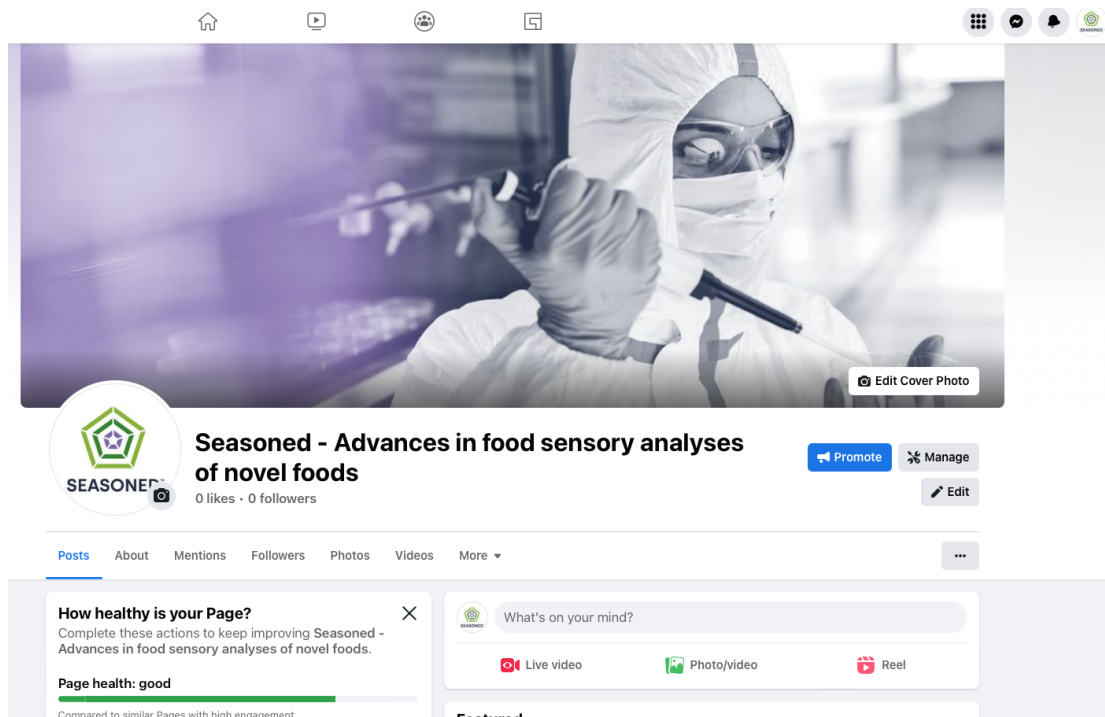 SEASONED
Edit Cover Photo
SEASONED
Seasoned - Advances in food sensory analyses
of novel foods
0 likes · 0 followers
Promote
Manage
Edit
Posts
About
Mentions
Followers
Photos
Videos
More
How healthy is your Page?
Complete these actions to keep improving Seasoned -
Advances in food sensory analyses of novel foods.
Page health: good
Compared to similar Pages with high engagement
SEASONED
What's on your mind?
Live video
Photo/video
Reel
Featured